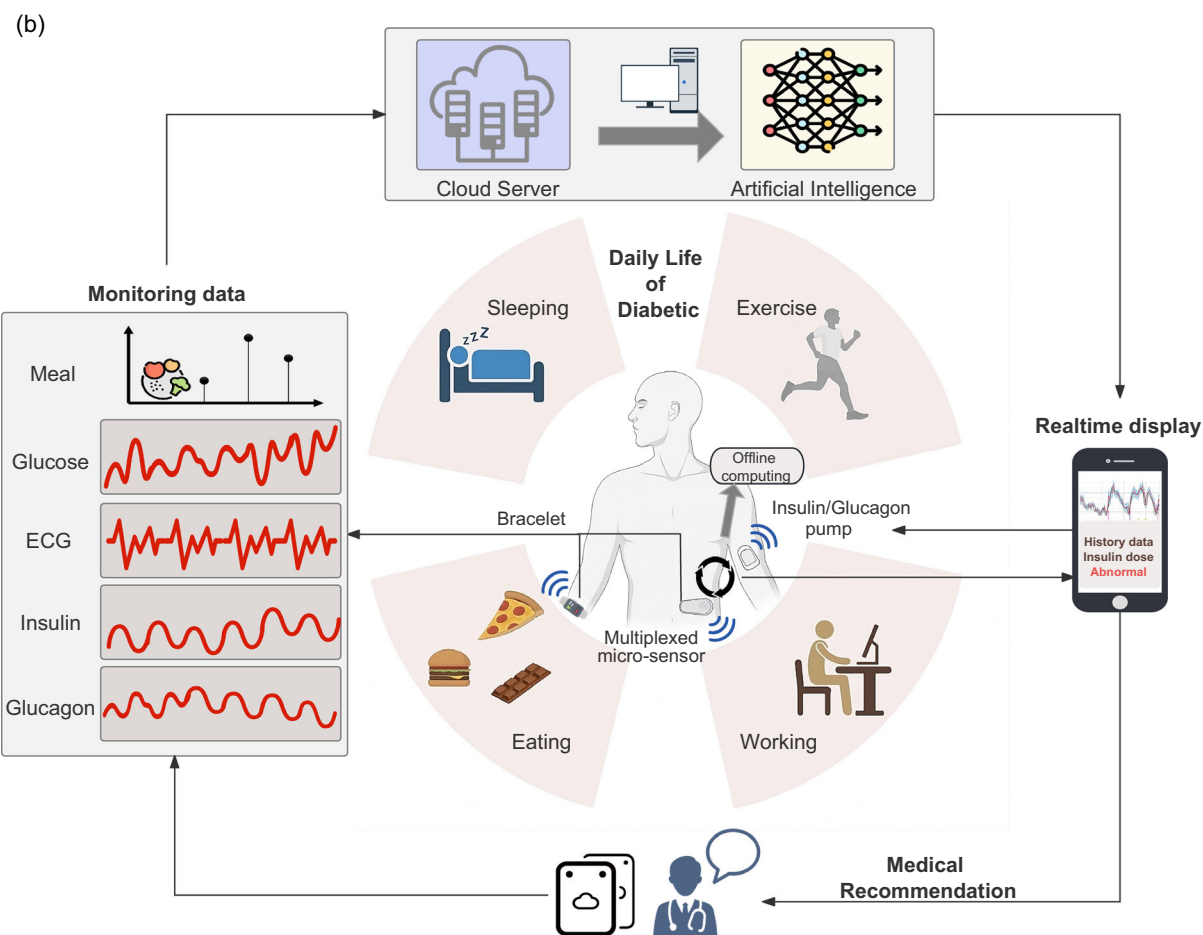 (b)
Cloud Server
Artificial Intelligence
Monitoring data
Meal
Glucose
ECG
Insulin
Glucagon
Daily Life
of
Diabetic
Sleeping
zzz
Exercise
Offline
computing
Bracelet
Insulin/Glucagon
pump
Multiplexed
micro-sensor
Eating
Working
Realtime display
History data
Insulin dose
Abnormal
Medical
Recommendation